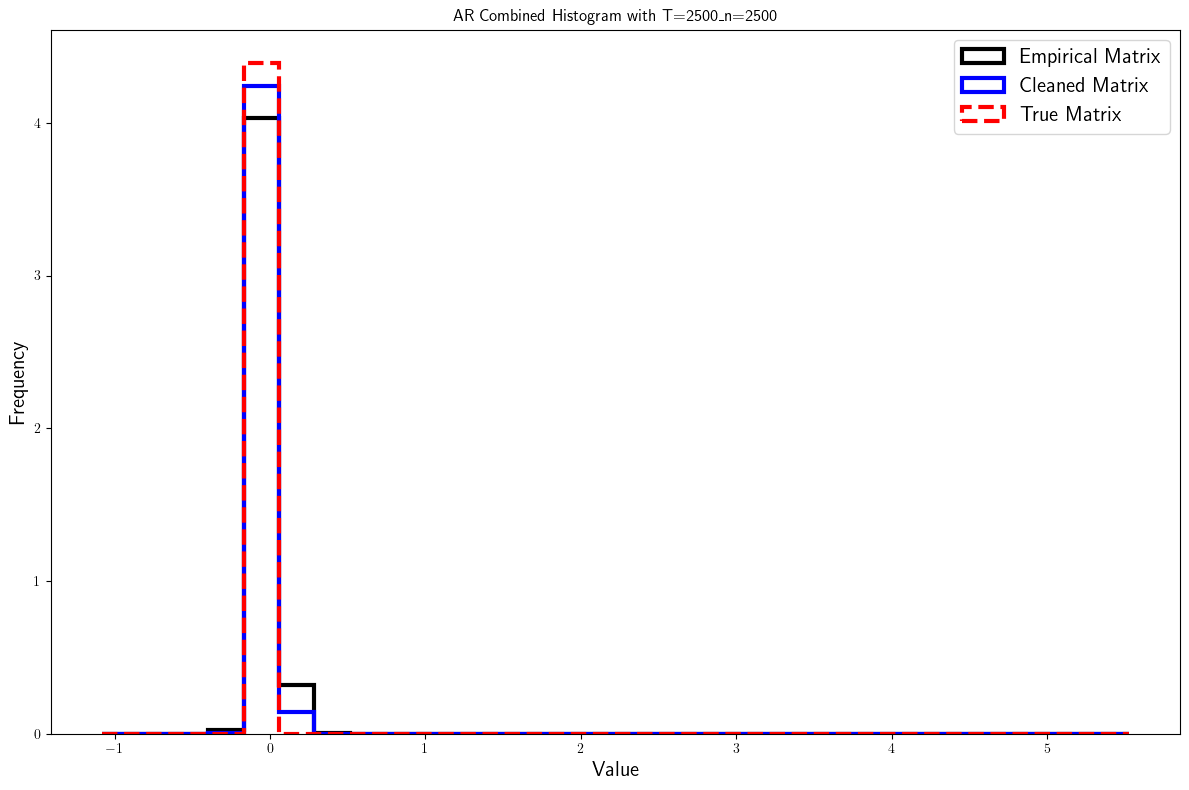 AR Combined Histogram with T=2500_n=2500
Empirical Matrix
Cleaned Matrix
True Matrix
Frequency
4
3
2
1
0
−1
0
1
2
3
4
5
Value